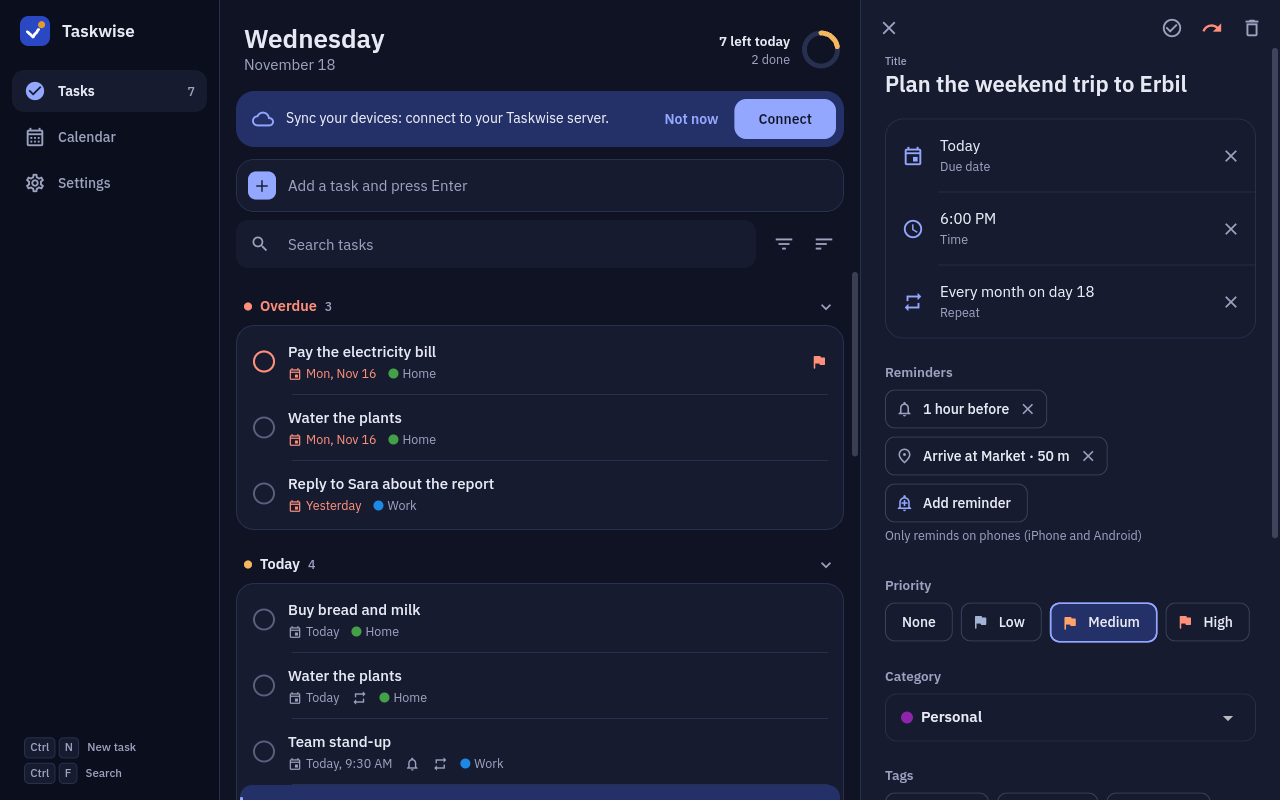 Taskwise
Tasks 7
Calendar
Settings
Ctrl N New task
Ctrl F Search
Wednesday
November 18
7 left today
2 done
Sync your devices: connect to your Taskwise server.
Not now
Connect
Add a task and press Enter
Search tasks
Overdue 3
Pay the electricity bill
Mon, Nov 16 Home
Water the plants
Mon, Nov 16 Home
Reply to Sara about the report
Yesterday Work
Today 4
Buy bread and milk
Today Home
Water the plants
Today Home
Team stand-up
Today, 9:30 AM Work
Title
Plan the weekend trip to Erbil
Today
Due date
6:00 PM
Time
Every month on day 18
Repeat
Reminders
1 hour before
Arrive at Market · 50 m
Add reminder
Only reminds on phones (iPhone and Android)
Priority
None Low Medium High
Category
Personal
Tags